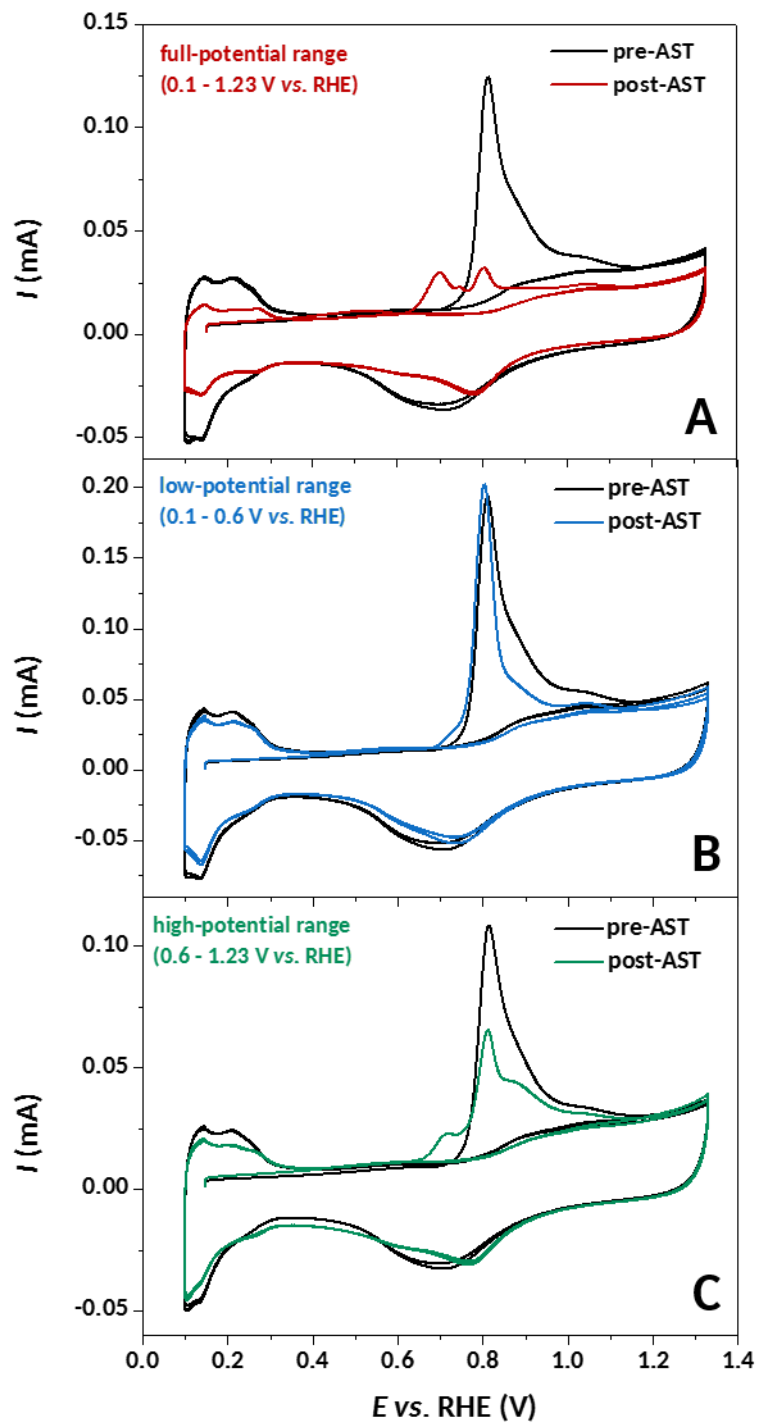 0.15
full-potential range
(0.1 - 1.23 V vs. RHE)
pre-AST
post-AST
0.10
I (mA)
0.05
0.00
-0.05
A
0.20
low-potential range
(0.1 - 0.6 V vs. RHE)
pre-AST
post-AST
0.15
0.10
I (mA)
0.05
0.00
-0.05
B
high-potential range
(0.6 - 1.23 V vs. RHE)
pre-AST
post-AST
0.10
0.05
I (mA)
0.00
-0.05
C
0.0 0.2 0.4 0.6 0.8 1.0 1.2 1.4
E vs. RHE (V)